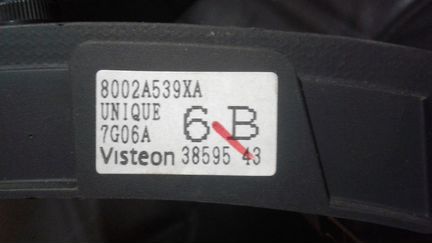 8002A539XA
UNIQUE
7G06A 6 B
Visteon 38595 43